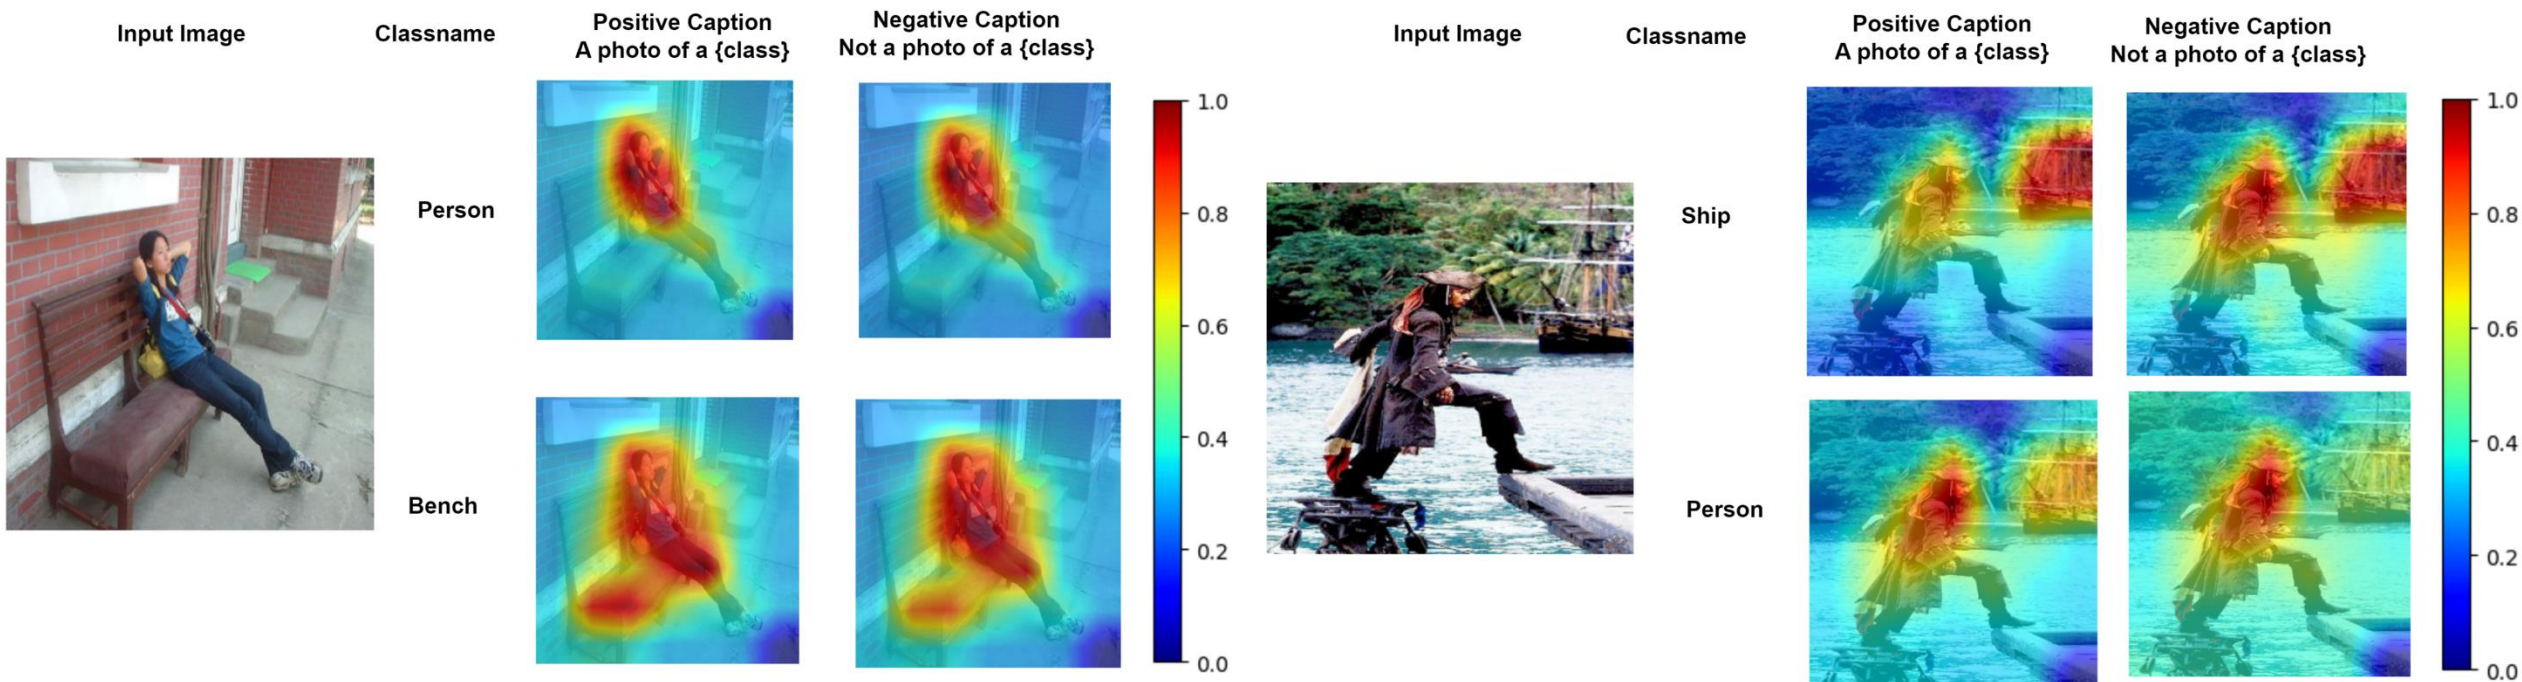 Input Image
Classname
Positive Caption
A photo of a {class}
Negative Caption
Not a photo of a {class}
Person
Bench
1.0
0.8
0.6
0.4
0.2
0.0
Input Image
Classname
Positive Caption
A photo of a {class}
Negative Caption
Not a photo of a {class}
Ship
Person
1.0
0.8
0.6
0.4
0.2
0.0